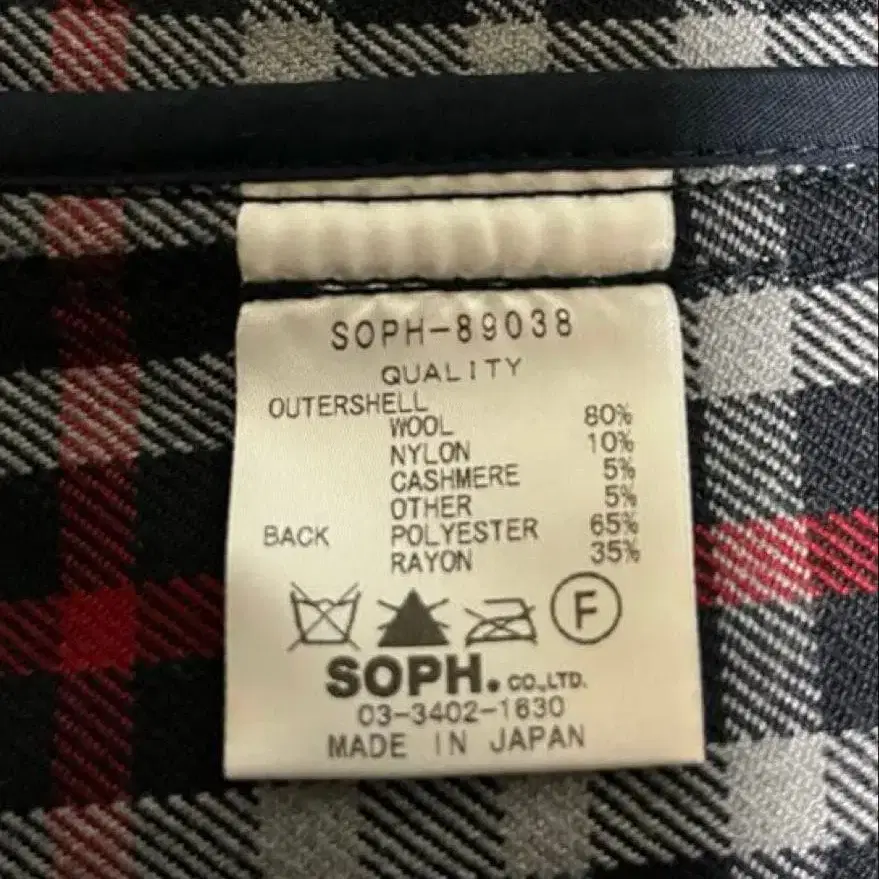 SOPH-89038
QUALITY
OUTERSHELL
WOOL 80%
NYLON 10%
CASHMERE 5%
OTHER 5%
BACK POLYESTER 65%
RAYON 35%
F
SOPH. CO.,LTD.
03-3402-1630
MADE IN JAPAN